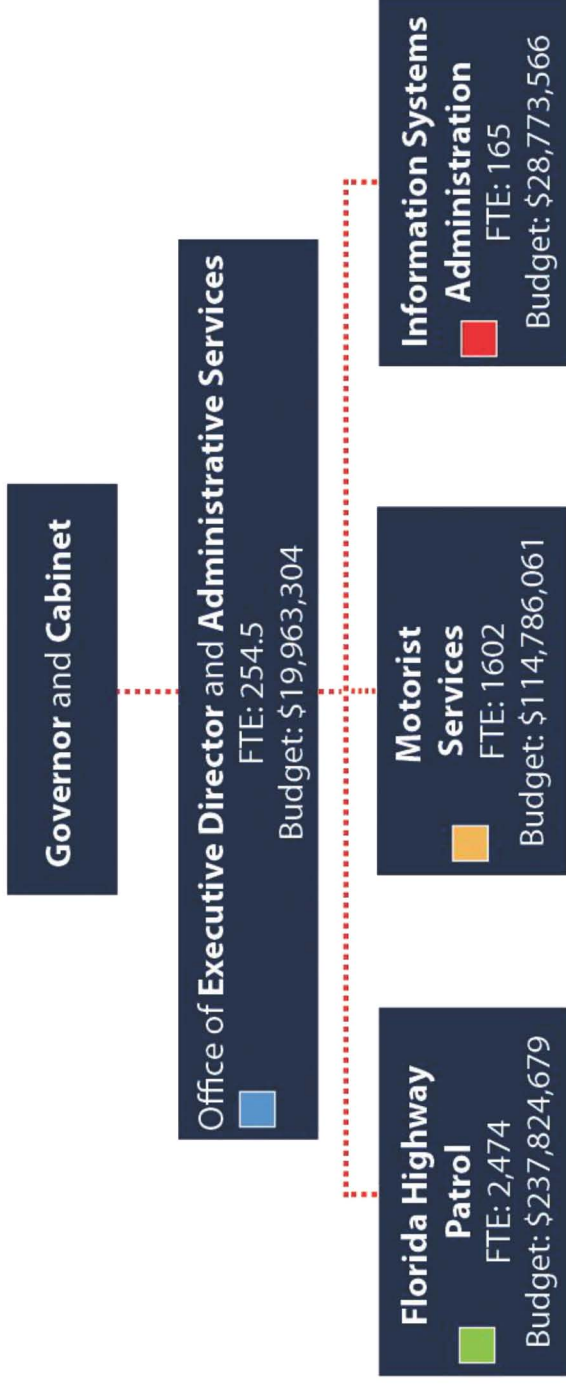 Governor and Cabinet
Office of Executive Director and Administrative Services
FTE: 254.5
Budget: $19,963,304
Florida Highway
Patrol
FTE: 2,474
Budget: $237,824,679
Motorist
Services
FTE: 1602
Budget: $114,786,061
Information Systems
Administration
FTE: 165
Budget: $28,773,566